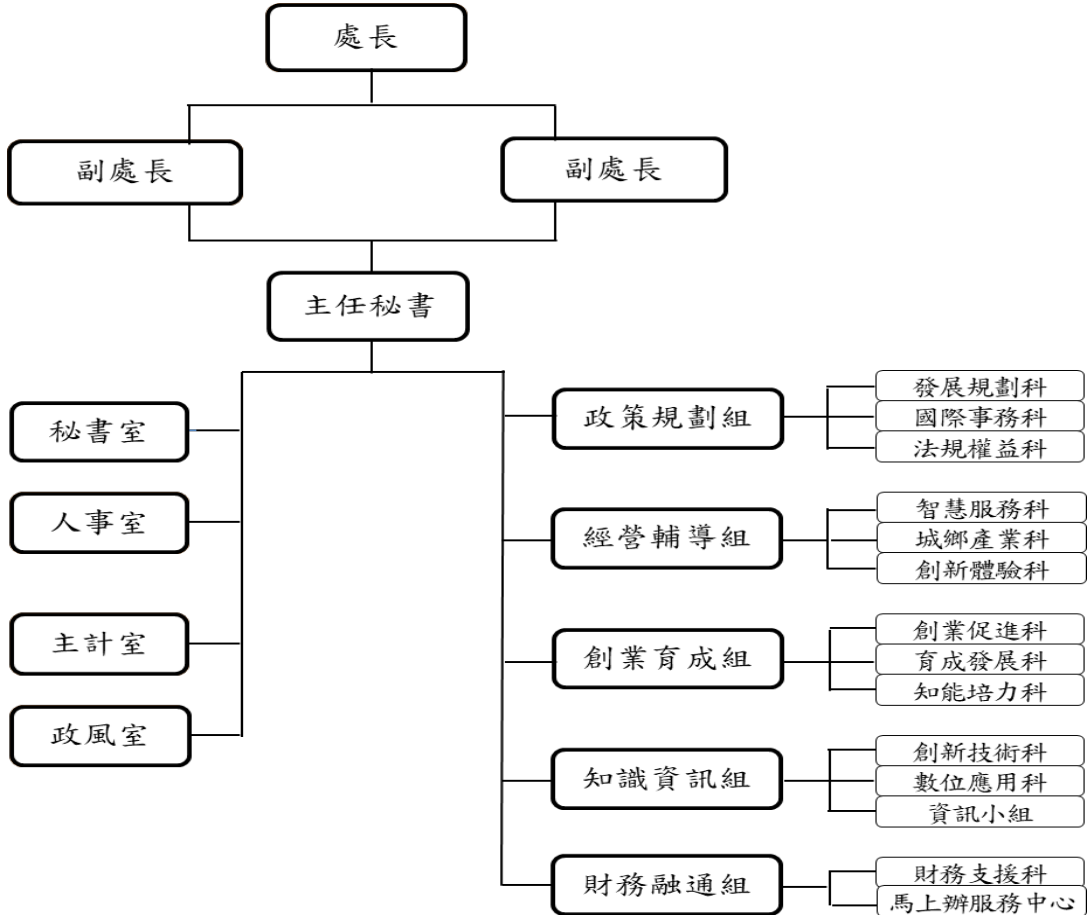 處長
副處長
副處長
主任秘書
秘書室
人事室
主計室
政風室
政策規劃組
發展規劃科
國際事務科
法規權益科
經營輔導組
智慧服務科
城鄉產業科
創新體驗科
創業育成組
創業促進科
育成發展科
知能培力科
知識資訊組
創新技術科
數位應用科
資訊小組
財務融通組
財務支援科
馬上辦服務中心